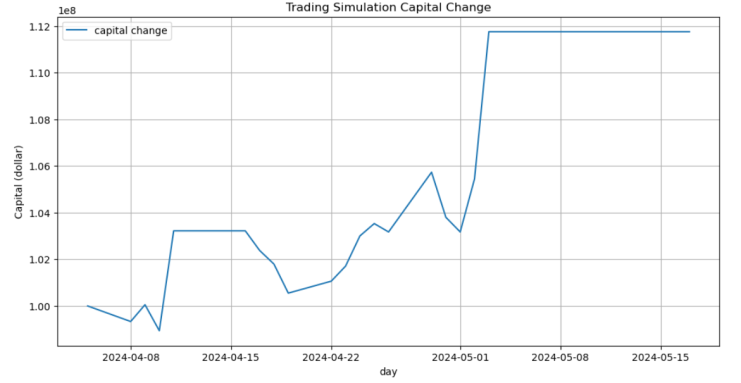 Trading Simulation Capital Change
1e8
capital change
1.12
1.10
1.08
1.06
1.04
1.02
1.00
Capital (dollar)
2024-04-08 2024-04-15 2024-04-22 2024-05-01 2024-05-08 2024-05-15
day